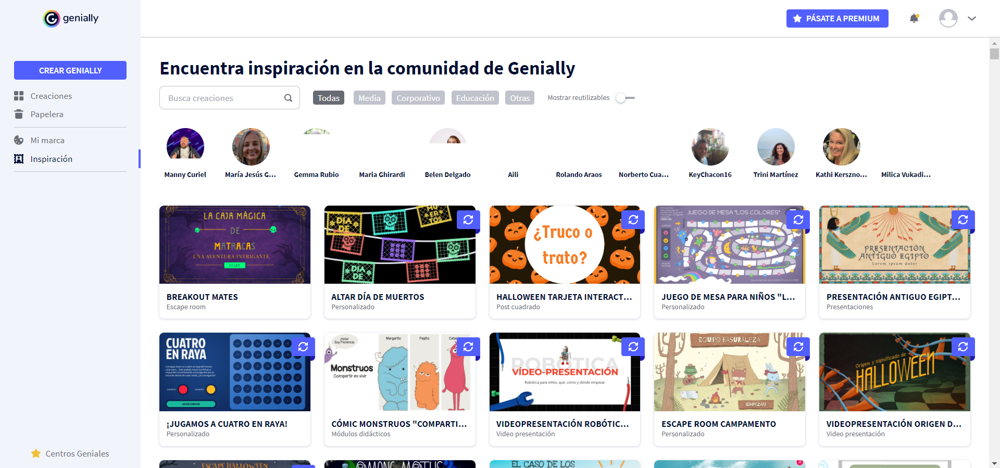 genially
PÁSATE A PREMIUM
CREAR GENIALLY
Creaciones
Papelera
Mi marca
Inspiración
Centros Geniales
Encuentra inspiración en la comunidad de Genially
Busca creaciones
Todas
Media
Corporativo
Educación
Otras
Mostrar reutilizables
Manny Curiel
María Jesús G...
Gemma Rubio
Maria Ghirardi
Belen Delgado
Aili
Rolando Araos
Norberto Cua...
KeyChacon16
Trini Martínez
Kathi Kerszno...
Milica Vukadi...
LA CAJA MÁGICA
DE
MATRACAS
UNA AVENTURA INTRIGANTE
START
BREAKOUT MATES
Escape room
DIA
DE
MUERTOS
DIA
DE
ALTAR DÍA DE MUERTOS
Personalizado
¿Truco o
trato?
HALLOWEEN TARJETA INTERACT...
Post cuadrado
JUEGO DE MESA "LOS COLORES"
JUEGO DE MESA PARA NIÑOS "L...
Personalizado
PRESENTACIÓN
ANTIGUO EGIPTO
Lorem ipsum dolor
PRESENTACIÓN ANTIGUO EGIPT...
Presentaciones
CUATRO
EN RAYA
¡JUGAMOS A CUATRO EN RAYA!
Personalizado
¡Hola!
Soy Florencio
Monstruos
Compartir es vivir
Margarito
Pepito
CÓMIC MONSTRUOS "COMPARTI...
Módulos didácticos
ROBÓTICA
VÍDEO-PRESENTACIÓN
Robótica para niños, qué, cómo y dónde empezar
VIDEOPRESENTACIÓN ROBÓTIC...
Video presentación
EQUIPO BASURALEZA
¡EMPEZAR!
ESCAPE ROOM CAMPAMENTO
Personalizado
Origen y significado de
HALLOWEEN
VIDEOPRESENTACIÓN ORIGEN D...
Video presentación
ESCAPE HALLOWEEN
EL CASO DE LOS